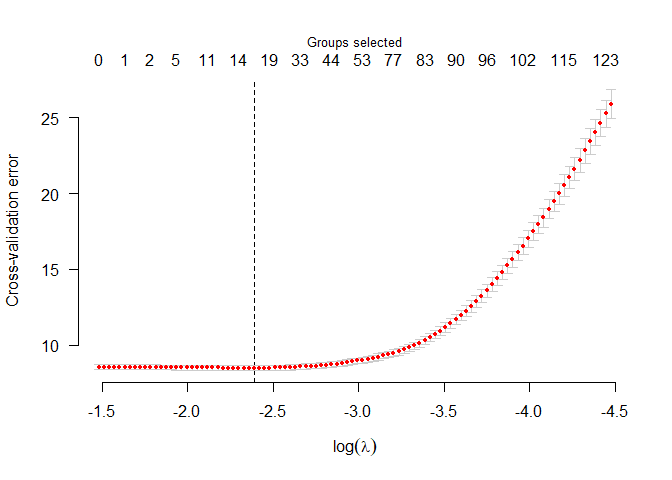 Groups selected
0 1 2 5 11 14 19 33 44 53 77 83 90 96 102 115 123
Cross-validation error
25
20
15
10
-1.5 -2.0 -2.5 -3.0 -3.5 -4.0 -4.5
log(λ)